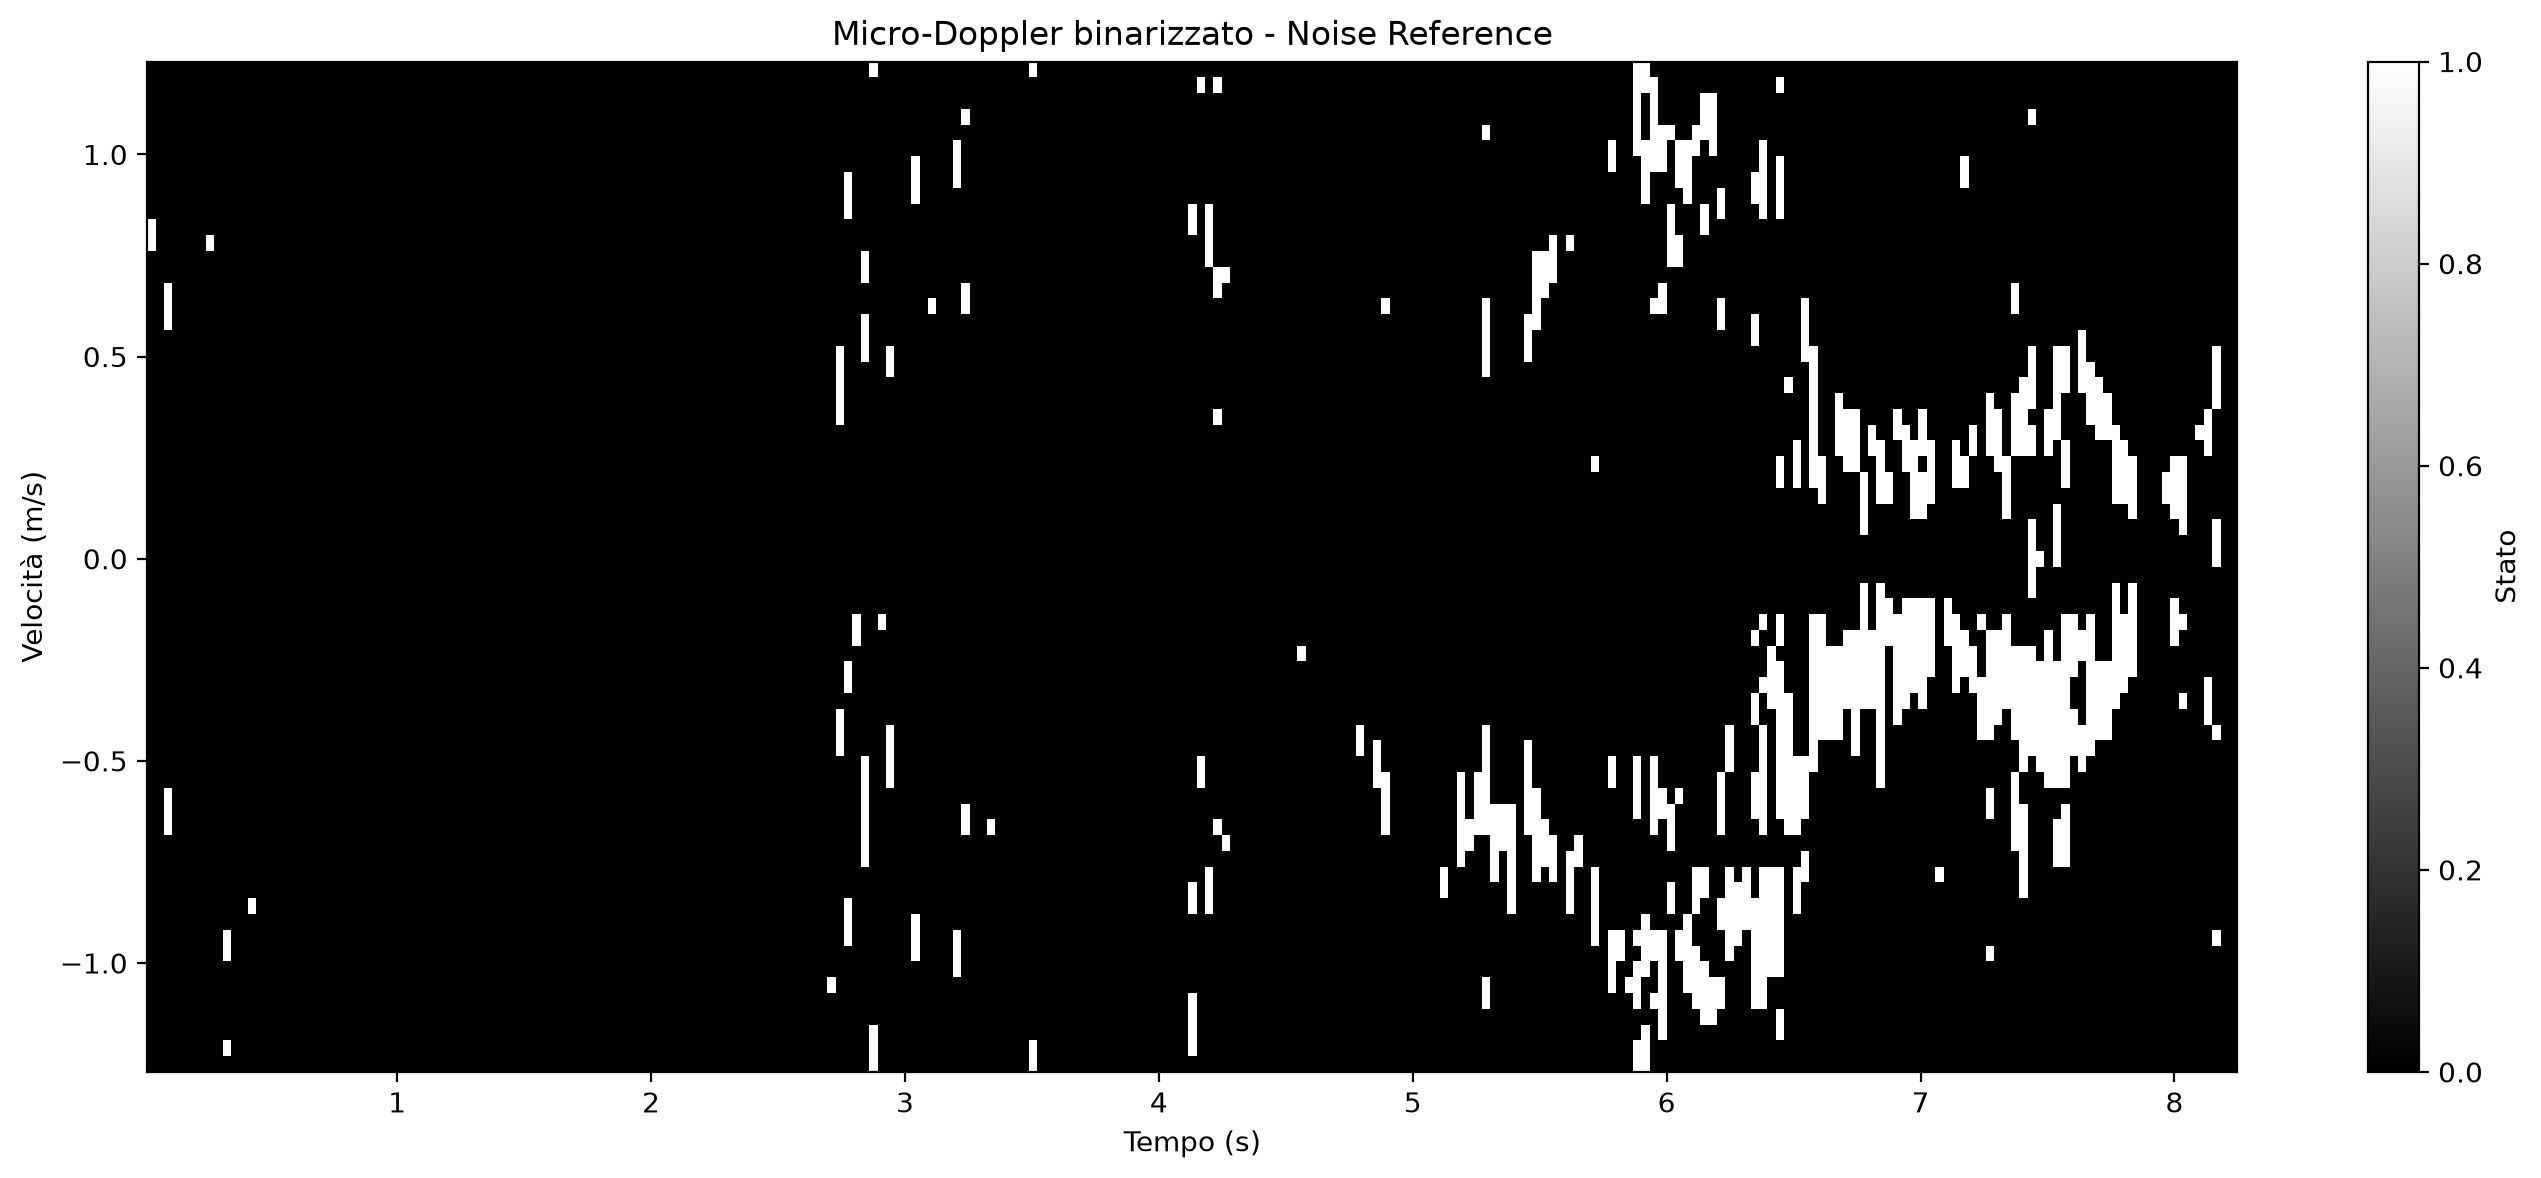 Micro-Doppler binarizzato - Noise Reference
Velocità (m/s)
1.0
0.5
0.0
−0.5
−1.0
1 2 3 4 5 6 7 8
Tempo (s)
1.0
0.8
0.6
0.4
0.2
0.0
Stato